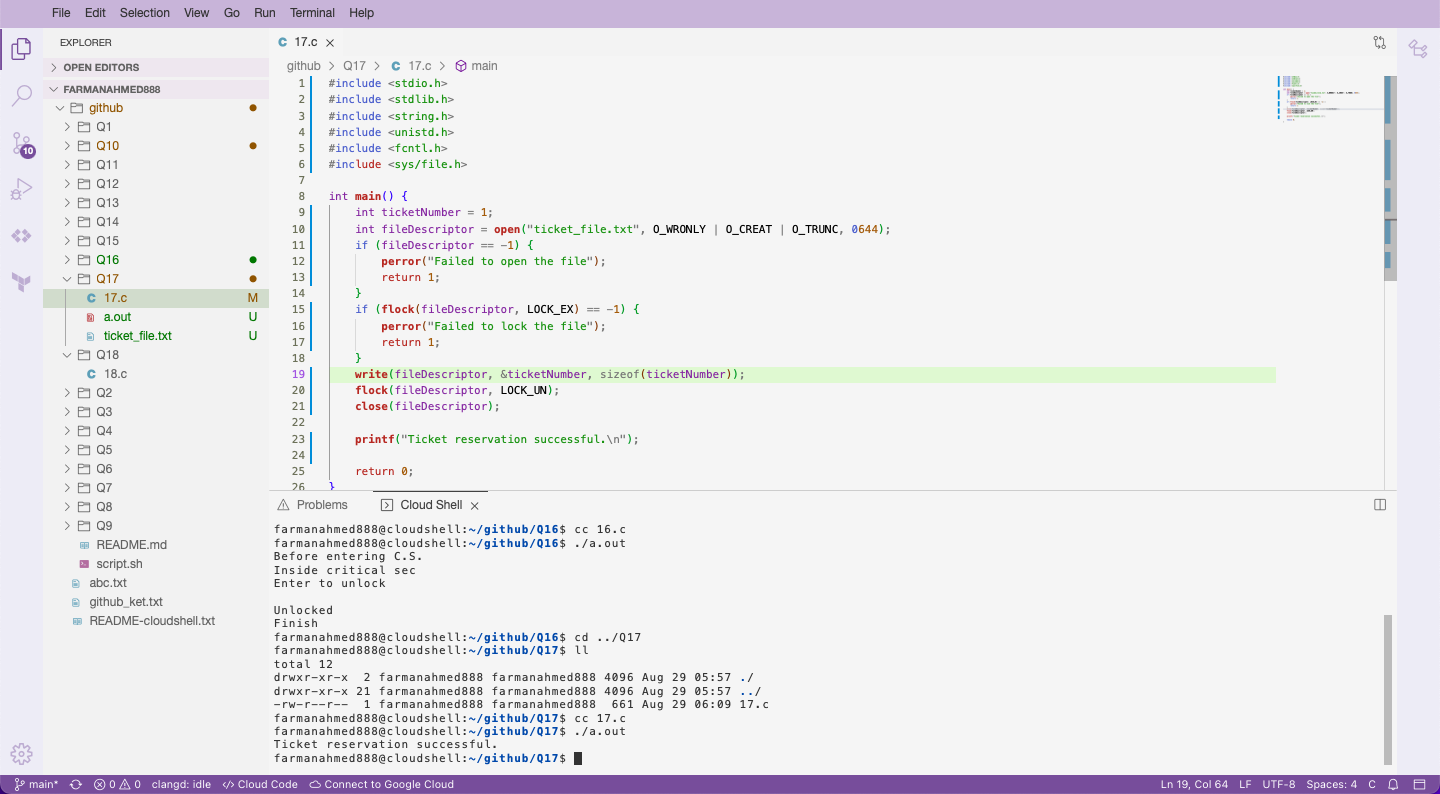 File Edit Selection View Go Run Terminal Help
EXPLORER
OPEN EDITORS
FARMANAHMED888
github
Q1
Q10
Q11
Q12
Q13
Q14
Q15
Q16
Q17
17.c M
a.out U
ticket_file.txt U
Q18
18.c
Q2
Q3
Q4
Q5
Q6
Q7
Q8
Q9
README.md
script.sh
abc.txt
github_ket.txt
README-cloudshell.txt
10
C 17.c
github > Q17 > C 17.c > main
1 #include <stdio.h>
2 #include <stdlib.h>
3 #include <string.h>
4 #include <unistd.h>
5 #include <fcntl.h>
6 #include <sys/file.h>
7
8 int main() {
9 int ticketNumber = 1;
10 int fileDescriptor = open("ticket_file.txt", O_WRONLY | O_CREAT | O_TRUNC, 0644);
11 if (fileDescriptor == -1) {
12 perror("Failed to open the file");
13 return 1;
14 }
15 if (flock(fileDescriptor, LOCK_EX) == -1) {
16 perror("Failed to lock the file");
17 return 1;
18 }
19 write(fileDescriptor, &ticketNumber, sizeof(ticketNumber));
20 flock(fileDescriptor, LOCK_UN);
21 close(fileDescriptor);
22
23 printf("Ticket reservation successful.\n");
24
25 return 0;
26 }
Problems Cloud Shell
farmanahmed888@cloudshell:~/github/Q16$ cc 16.c
farmanahmed888@cloudshell:~/github/Q16$ ./a.out
Before entering C.S.
Inside critical sec
Enter to unlock
Unlocked
Finish
farmanahmed888@cloudshell:~/github/Q16$ cd ../Q17
farmanahmed888@cloudshell:~/github/Q17$ ll
total 12
drwxr-xr-x 2 farmanahmed888 farmanahmed888 4096 Aug 29 05:57 ./
drwxr-xr-x 21 farmanahmed888 farmanahmed888 4096 Aug 29 05:57 ../
-rw-r--r-- 1 farmanahmed888 farmanahmed888 661 Aug 29 06:09 17.c
farmanahmed888@cloudshell:~/github/Q17$ cc 17.c
farmanahmed888@cloudshell:~/github/Q17$ ./a.out
Ticket reservation successful.
farmanahmed888@cloudshell:~/github/Q17$
main* 0 0 clangd: idle Cloud Code Connect to Google Cloud Ln 19, Col 64 LF UTF-8 Spaces: 4 C